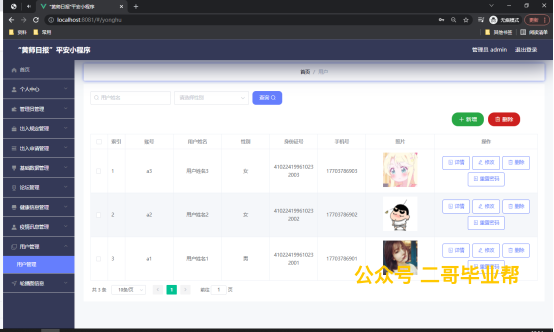 "黄师日报"平安小程序
localhost:8081/#/yonghu
无痕模式
更新
资料
常用
其他书签
阅读清单
"黄师日报"平安小程序
管理员 admin 退出登录
首页
首页 / 用户
个人中心
管理员管理
出入校管理
出入申请管理
基础数据管理
论坛管理
健康信息管理
疫情讯息管理
用户管理
用户管理
轮播图信息
用户姓名
请选择性别
查询
+ 新增
删除
索引 账号 用户姓名 性别 身份证号 手机号 照片 操作
1 a3 用户姓名3 女 410224199610232003 17703786903 详情 修改 删除 重置密码
2 a2 用户姓名2 女 410224199610232002 17703786902 详情 修改 删除 重置密码
3 a1 用户姓名1 男 410224199610232001 17703786901 详情 修改 删除 重置密码
公众号 二哥毕业帮
共 3 条 10条/页 1 前往 1 页